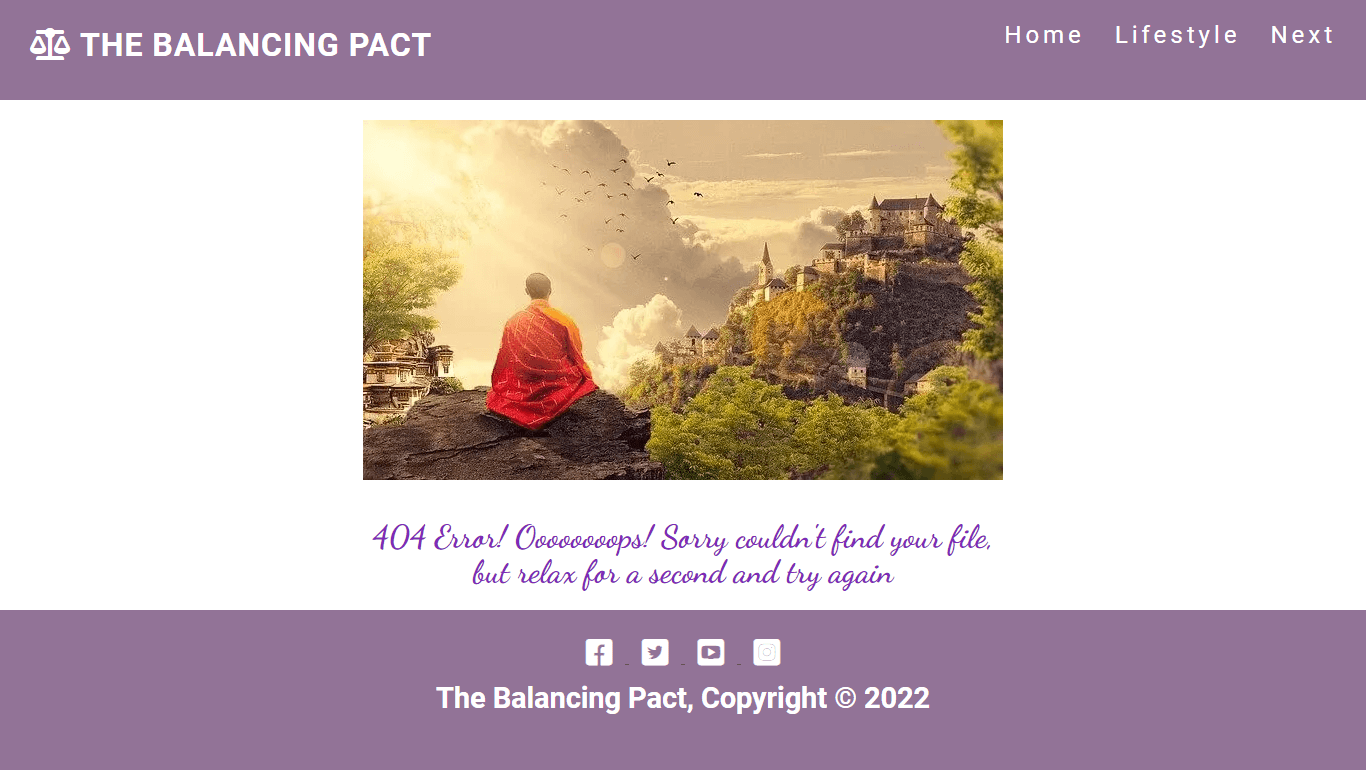 THE BALANCING PACT
Home Lifestyle Next
404 Error! Oooooooops! Sorry couldn't find your file,
but relax for a second and try again
The Balancing Pact, Copyright © 2022